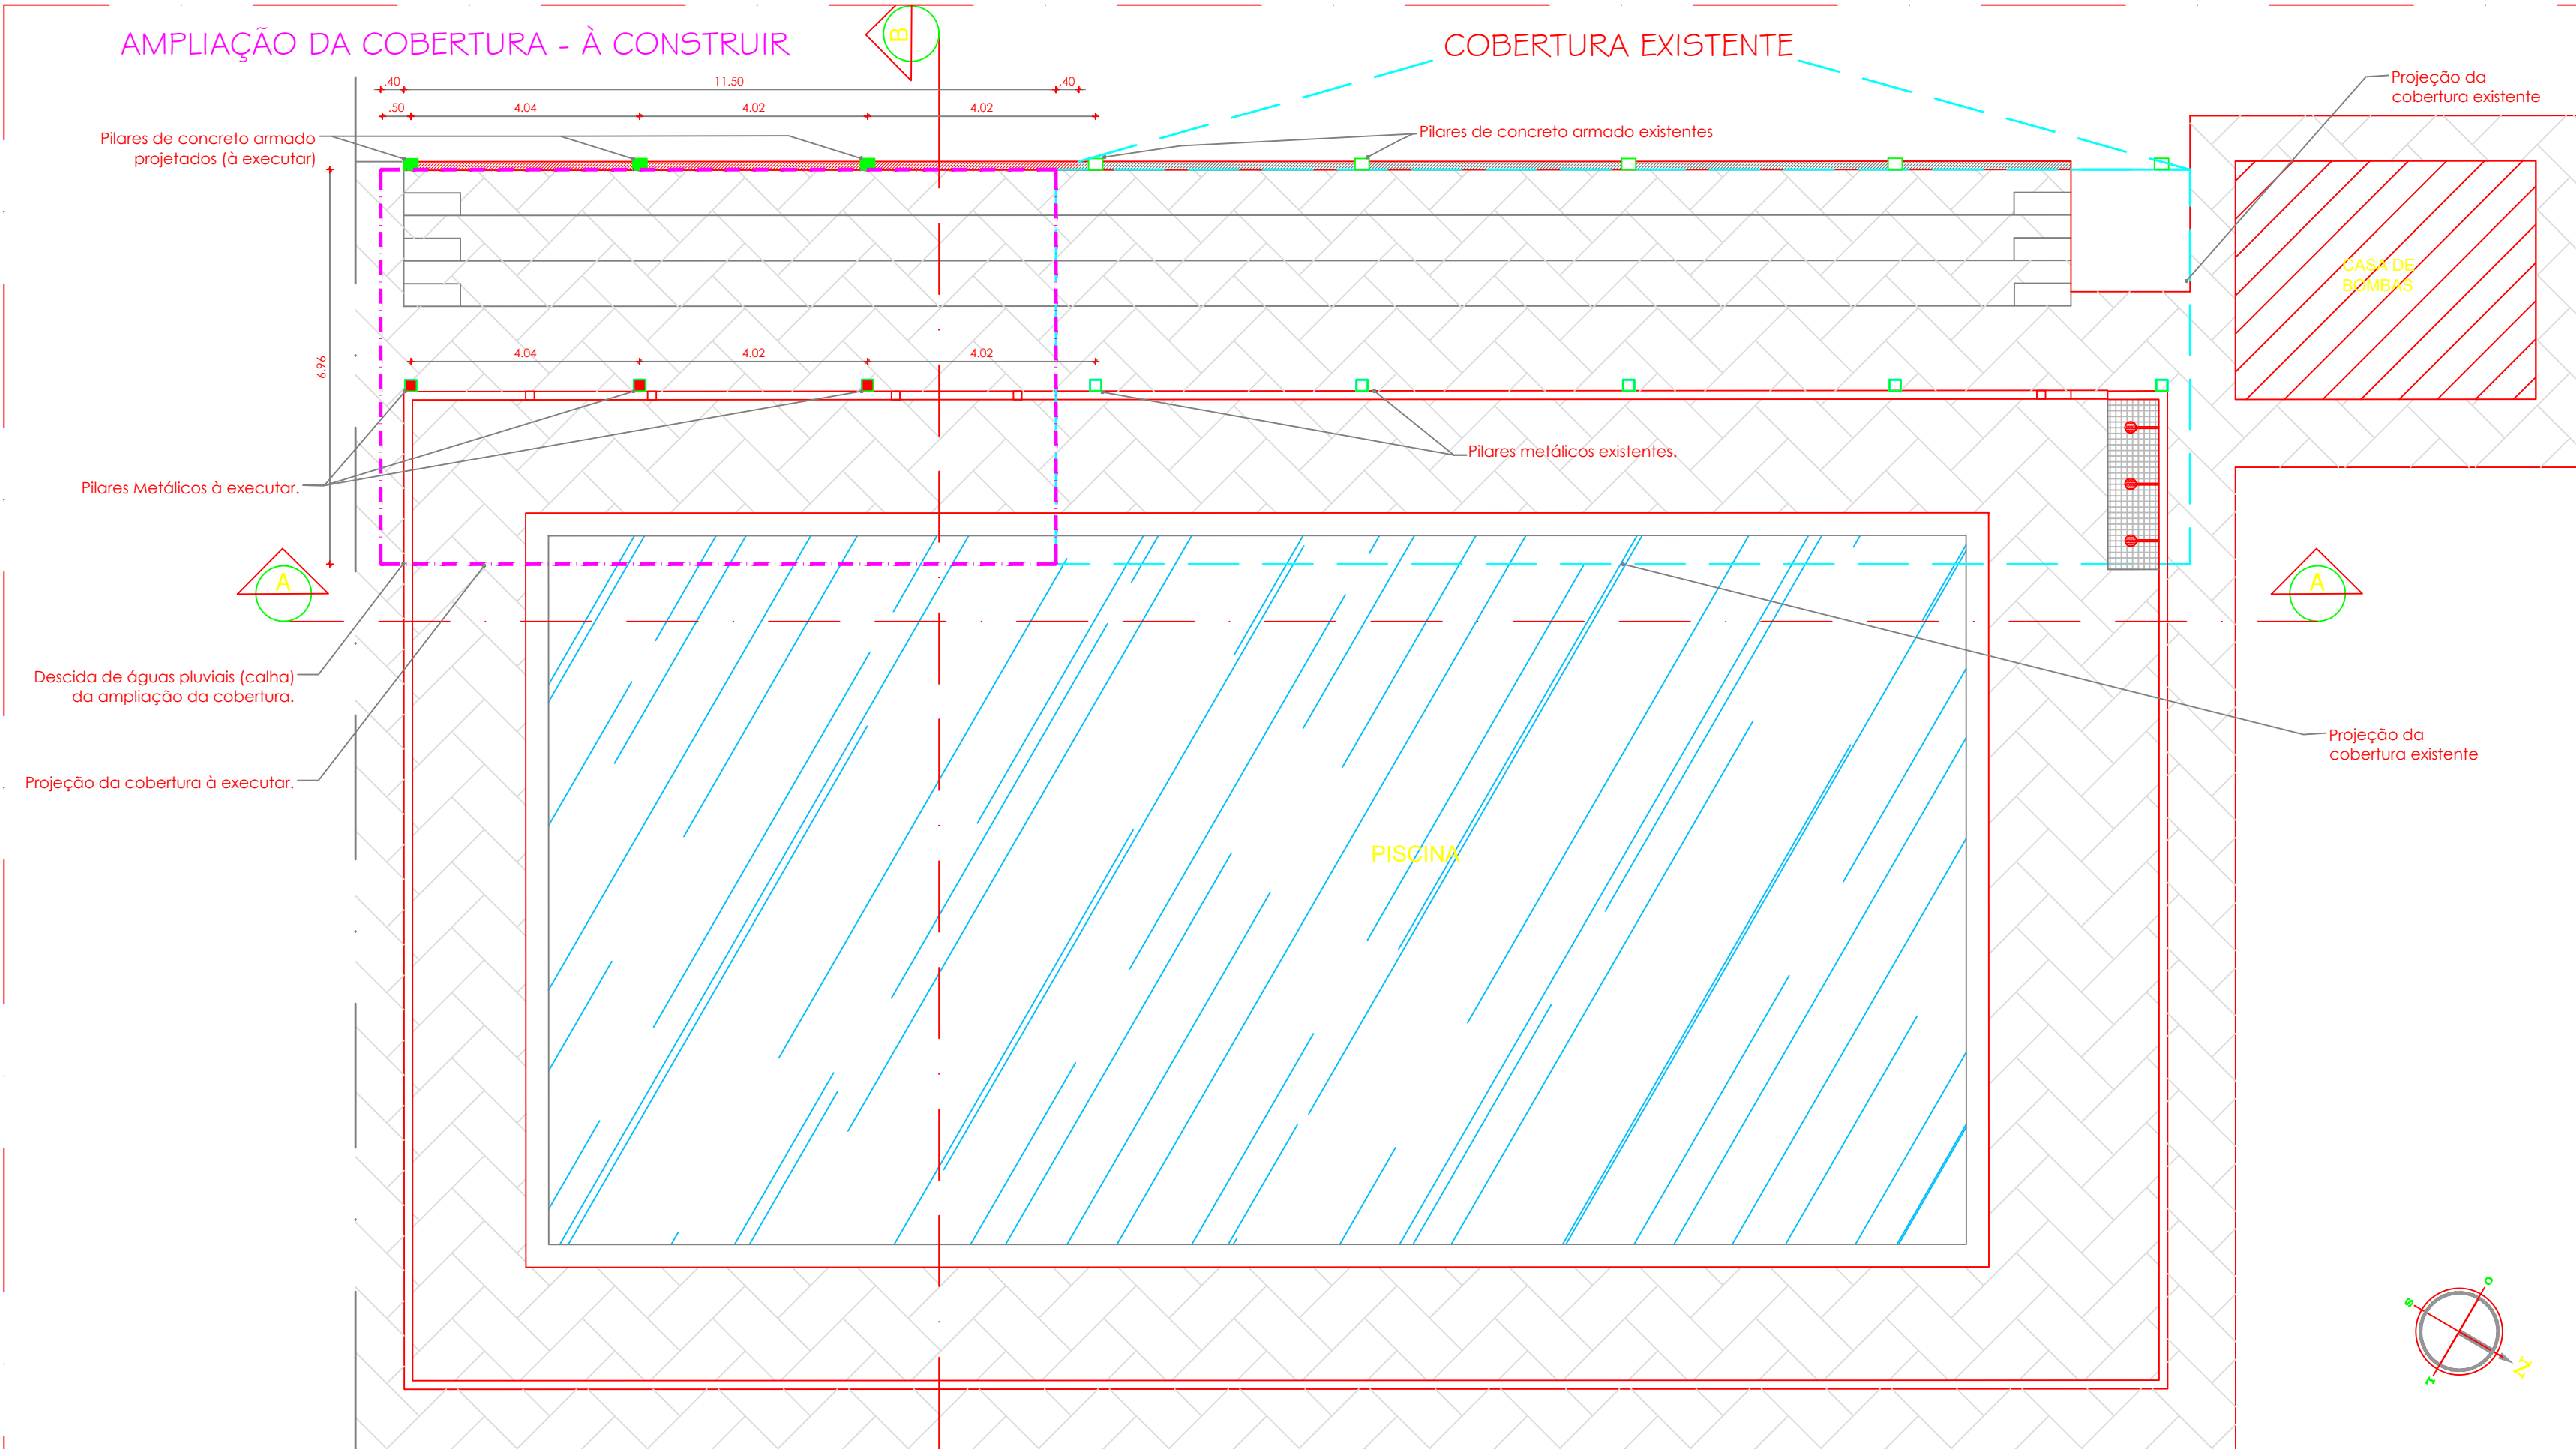 AMPLIAÇÃO DA COBERTURA - À CONSTRUIR
B
COBERTURA EXISTENTE
Projeção da
cobertura existente
.40
11.50
.40
.50
4.04
4.02
4.02
Pilares de concreto armado
projetados (à executar)
Pilares de concreto armado existentes
CASA DE
BOMBAS
6.96
4.04
4.02
4.02
Pilares metálicos existentes.
Pilares Metálicos à executar.
A
A
Descida de águas pluviais (calha)
da ampliação da cobertura.
Projeção da
cobertura existente
Projeção da cobertura à executar.
PISCINA
O
S
N
L